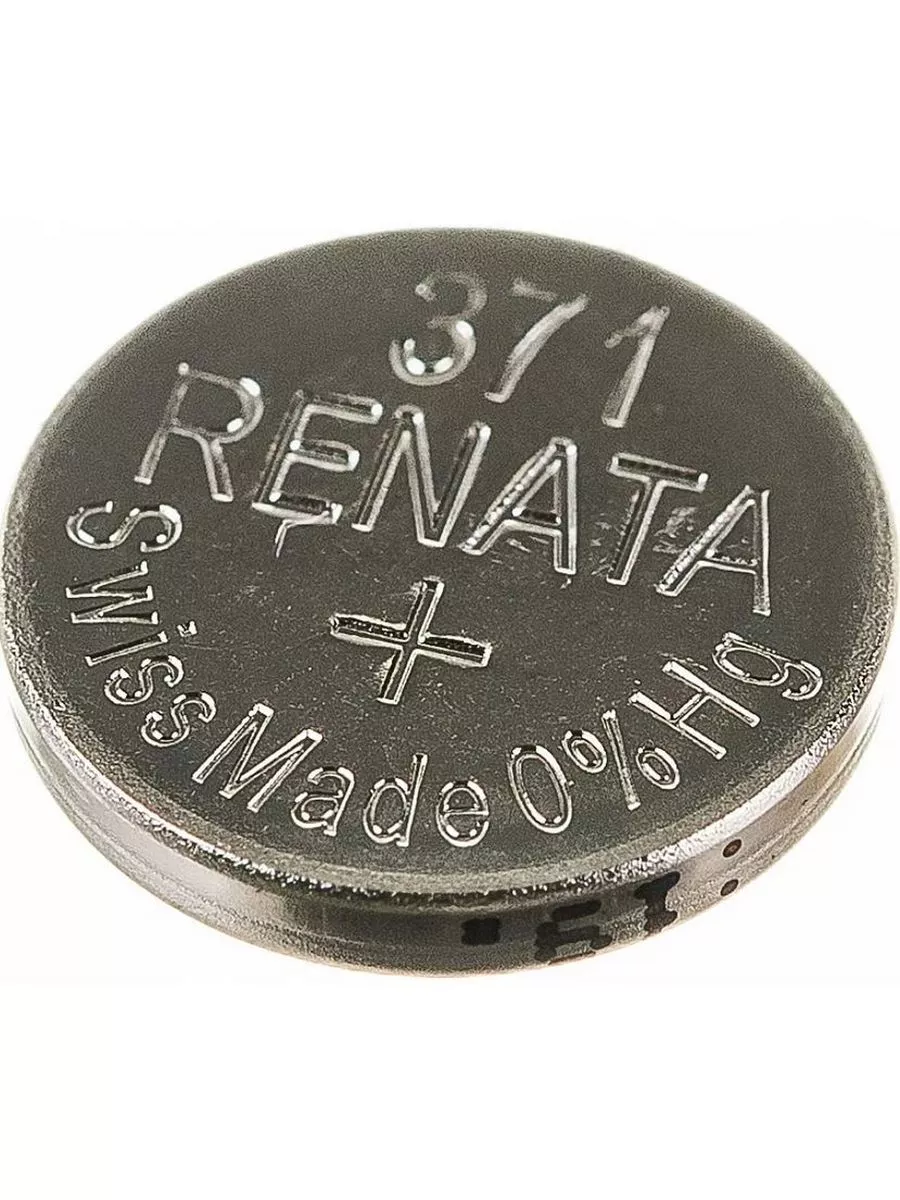 371
RENATA
+
Swiss Made 0% Hg